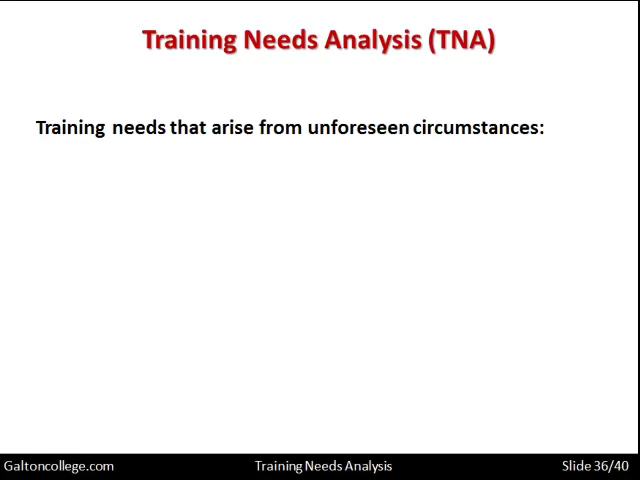 Training Needs Analysis (TNA)
Training needs that arise from unforeseen circumstances:
Galtoncollege.com Training Needs Analysis Slide 36/40